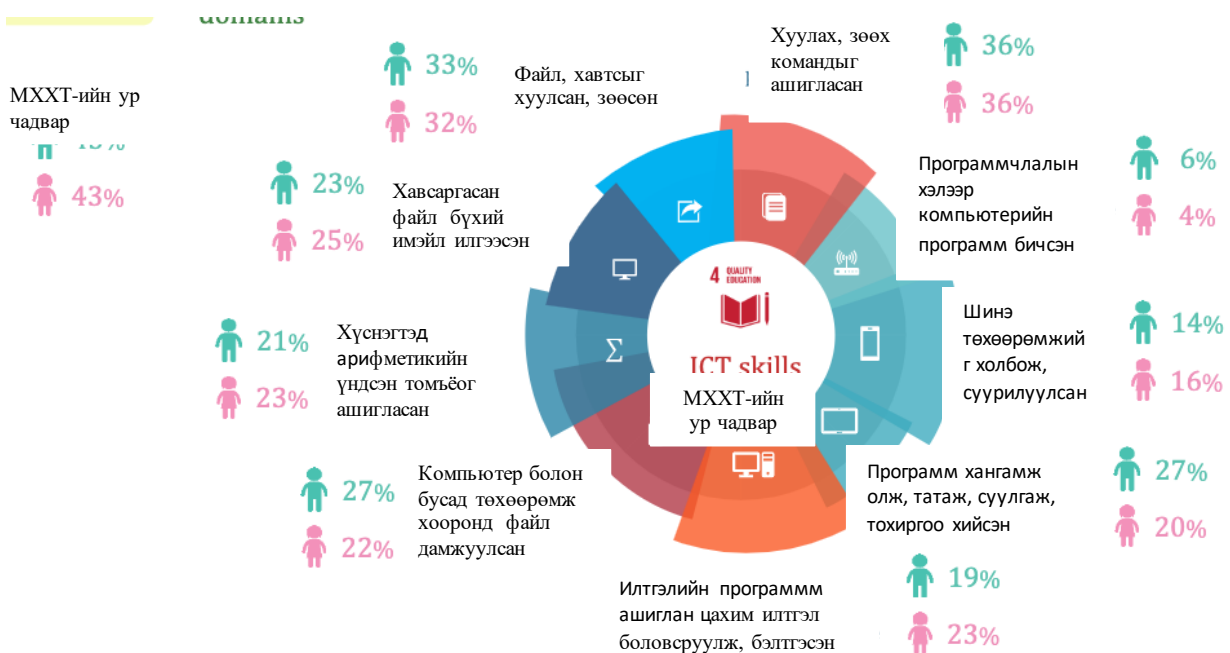 domains
МХХТ-ийн ур
чадвар
43%
33%
32%
Файл, хавтсыг
хуулсан, зөөсөн
Хуулах, зөөх
командыг
ашигласан
36%
36%
23%
25%
Хавсаргасан
файл бүхий
имэйл илгээсэн
Программчлалын
хэлээр
компьютерийн
программ бичсэн
6%
4%
21%
23%
Хүснэгтэд
арифметикийн
үндсэн томъёог
ашигласан
4 QUALITY
EDUCATION
Σ
ICT skills
МХХТ-ийн
ур чадвар
Шинэ
төхөөрөмжий
г холбож,
суурилуулсан
14%
16%
27%
22%
Компьютер болон
бусад төхөөрөмж
хооронд файл
дамжуулсан
Программ хангамж
олж, татаж, суулгаж,
тохиргоо хийсэн
27%
20%
Илтгэлийн программм
ашиглан цахим илтгэл
боловсруулж, бэлтгэсэн
19%
23%